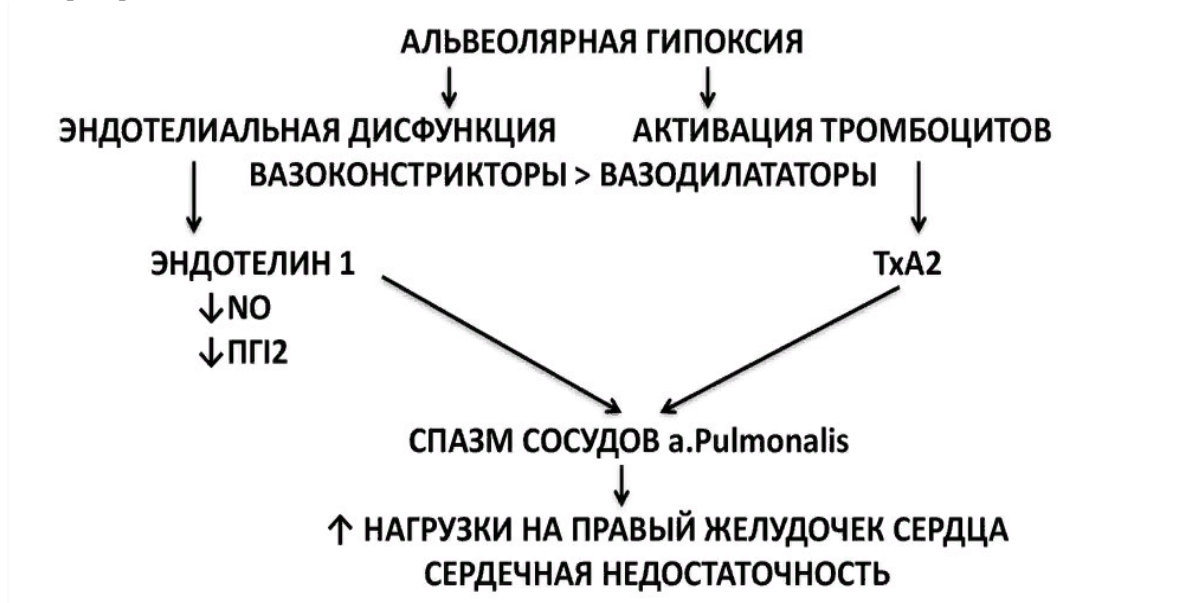 АЛЬВЕОЛЯРНАЯ ГИПОКСИЯ
ЭНДОТЕЛИАЛЬНАЯ ДИСФУНКЦИЯ АКТИВАЦИЯ ТРОМБОЦИТОВ
ВАЗОКОНСТРИКТОРЫ > ВАЗОДИЛАТАТОРЫ
ЭНДОТЕЛИН 1 TxA2
↓NO
↓ПГI2
СПАЗМ СОСУДОВ a.Pulmonalis
↑ НАГРУЗКИ НА ПРАВЫЙ ЖЕЛУДОЧЕК СЕРДЦА
СЕРДЕЧНАЯ НЕДОСТАТОЧНОСТЬ